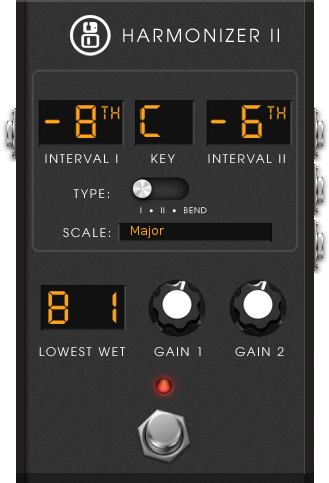 HARMONIZER II
- 8TH C - 6TH
INTERVAL I KEY INTERVAL II
TYPE:
I • II • BEND
SCALE: Major
B 1
LOWEST WET GAIN 1 GAIN 2